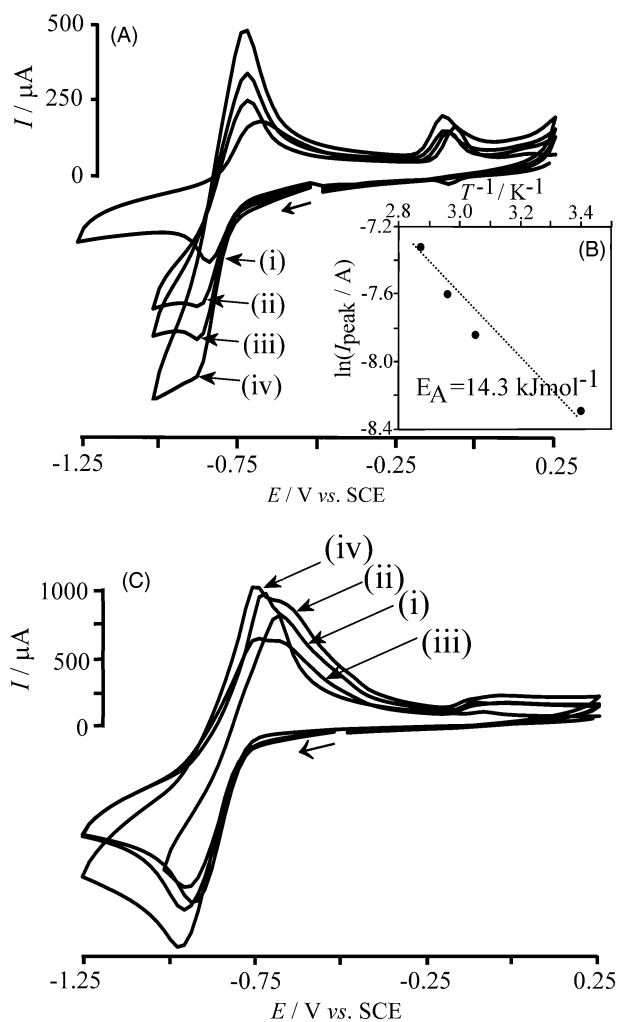 (A)
500
250
0
I / μA
(i)
(ii)
(iii)
(iv)
T⁻¹/ K⁻¹
2.8 3.0 3.2 3.4
(B)
-7.2
-7.6
-8.0
-8.4
ln(Ipeak / A)
EA=14.3 kJmol⁻¹
-1.25 -0.75 -0.25 0.25
E / V vs. SCE
(C)
(iv)
(ii)
(i)
(iii)
1000
500
0
I / μA
-1.25 -0.75 -0.25 0.25
E / V vs. SCE